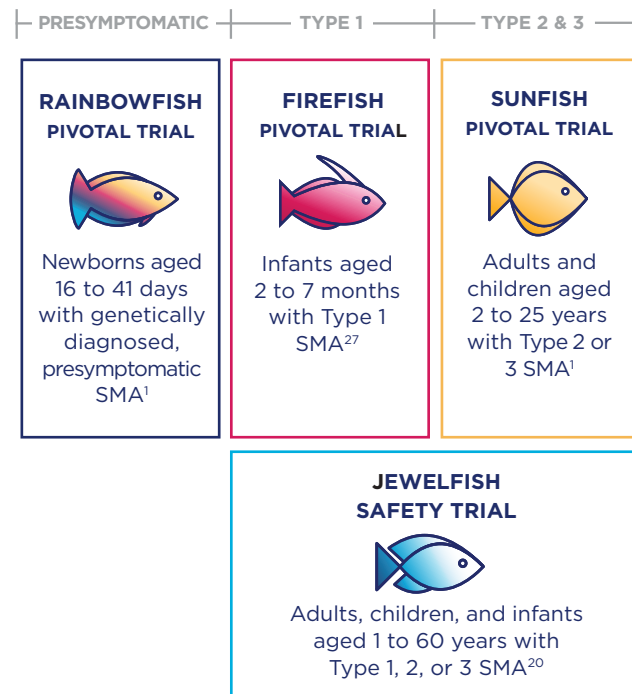 PRESYMPTOMATIC
TYPE 1
TYPE 2 & 3
RAINBOWFISH
PIVOTAL TRIAL
Newborns aged
16 to 41 days
with genetically
diagnosed,
presymptomatic
SMA¹
FIREFISH
PIVOTAL TRIAL
Infants aged
2 to 7 months
with Type 1
SMA²⁷
SUNFISH
PIVOTAL TRIAL
Adults and
children aged
2 to 25 years
with Type 2 or
3 SMA¹
JEWELFISH
SAFETY TRIAL
Adults, children, and infants
aged 1 to 60 years with
Type 1, 2, or 3 SMA²⁰